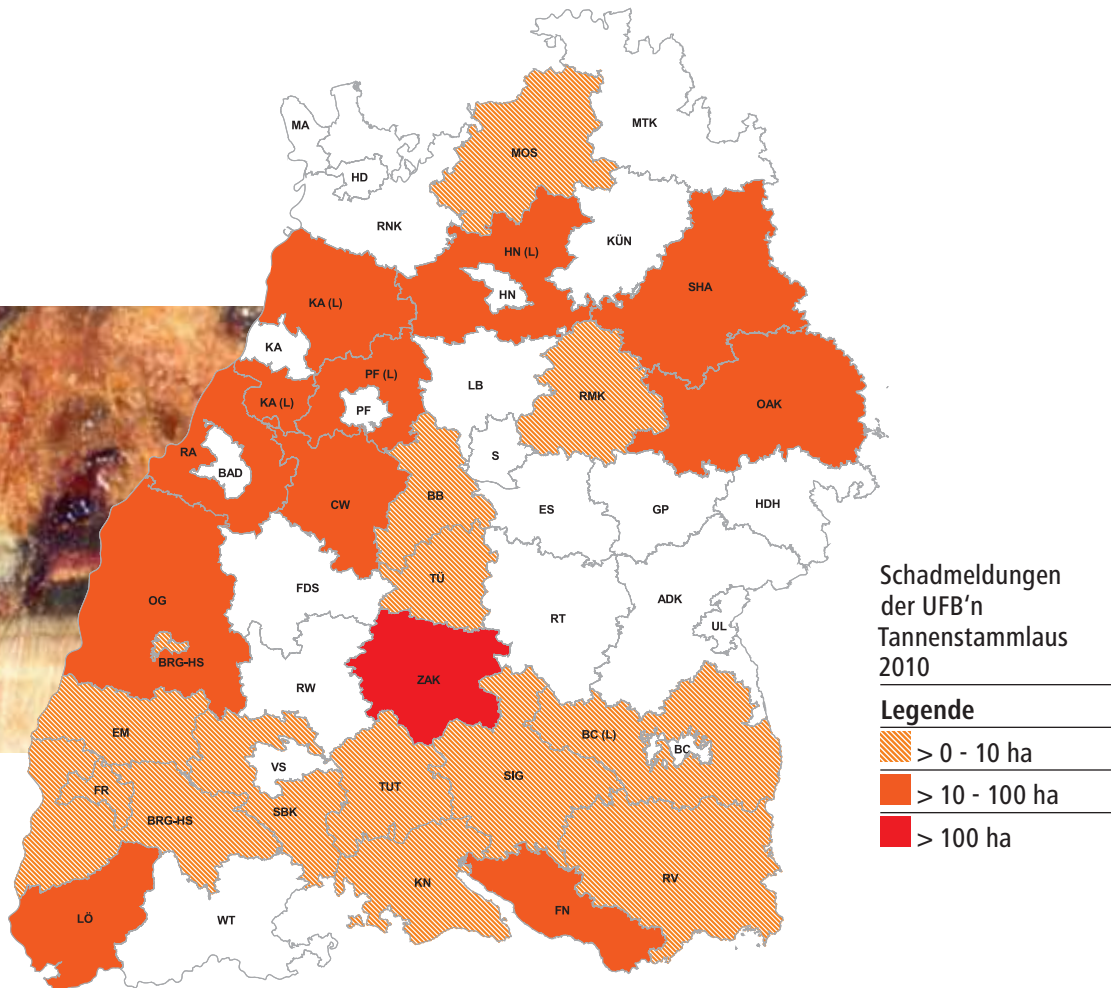 MTK
MA
MOS
HD
RNK
KÜN
HN (L)
SHA
HN
KA (L)
KA
PF (L)
LB
RMK
KA (L)
PF
OAK
RA
S
BAD
BB
CW
ES
GP
HDH
TÜ
FDS
ADK
OG
RT
UL
BRG-HS
ZAK
RW
EM
BC (L)
BC
VS
SIG
FR
TUT
SBK
BRG-HS
KN
RV
FN
LÖ
WT
Schadmeldungen
der UFB'n
Tannenstammlaus
2010
Legende
> 0 - 10 ha
> 10 - 100 ha
> 100 ha